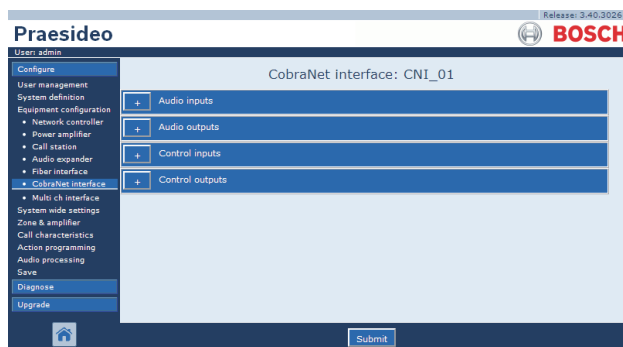 Release: 3.40.3026
Praesideo
BOSCH
User: admin
Configure
User management
System definition
Equipment configuration
• Network controller
• Power amplifier
• Call station
• Audio expander
• Fiber interface
• CobraNet interface
• Multi ch interface
System wide settings
Zone & amplifier
Call characteristics
Action programming
Audio processing
Save
Diagnose
Upgrade
CobraNet interface: CNI_01
+ Audio inputs
+ Audio outputs
+ Control inputs
+ Control outputs
Submit